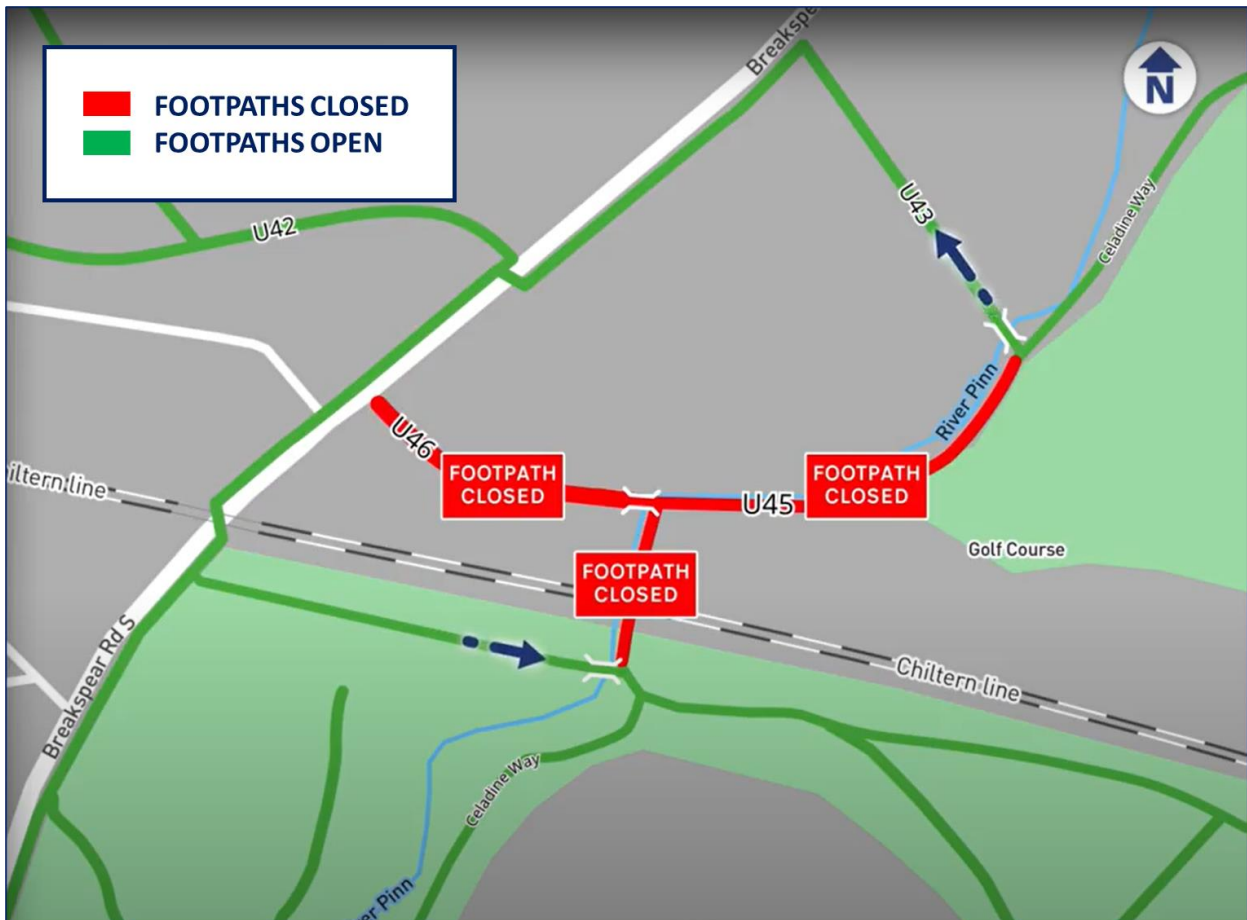 FOOTPATHS CLOSED
FOOTPATHS OPEN
Breakspe
N
U42
U43
Celadine Way
River Pinn
U46
FOOTPATH
CLOSED
U45
FOOTPATH
CLOSED
iltern line
Golf Course
FOOTPATH
CLOSED
Chiltern line
Breakspear Rd S
Celadine Way
er Pinn